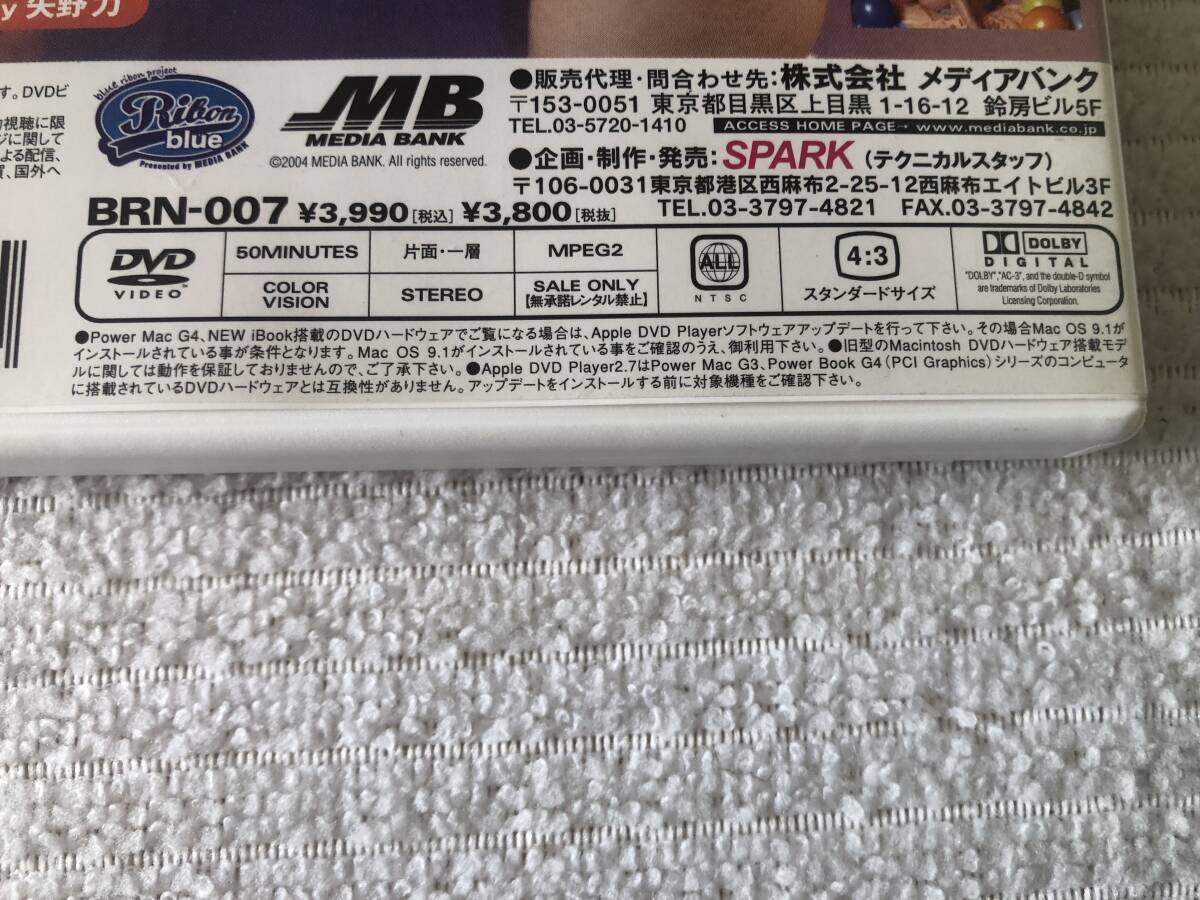 y 矢野力
す。DVDビ
視聴に限
ジに関して
よる配信、
国外へ
blue ribon project
Ribon
blue
Presented by MEDIA BANK
MB
MEDIA BANK
©2004 MEDIA BANK. All rights reserved.
●販売代理・問合わせ先:株式会社 メディアバンク
〒153-0051 東京都目黒区上目黒 1-16-12 鈴房ビル5F
TEL.03-5720-1410 ACCESS HOME PAGE→ www.mediabank.co.jp
●企画・制作・発売:SPARK(テクニカルスタッフ)
〒106-0031東京都港区西麻布2-25-12西麻布エイトビル3F
TEL.03-3797-4821 FAX.03-3797-4842
BRN-007 ¥3,990[税込] ¥3,800[税抜]
DVD
VIDEO
50MINUTES
片面・一層
MPEG2
COLOR
VISION
STEREO
SALE ONLY
【無承諾レンタル禁止】
ALL
NTSC
4:3
スタンダードサイズ
DOLBY
DIGITAL
"DOLBY","AC-3", and the double-D symbol
are trademarks of Dolby Laboratories
Licensing Corporation.
●Power Mac G4、NEW iBook搭載のDVDハードウェアでご覧になる場合は、Apple DVD Playerソフトウェアアップデートを行って下さい。その場合Mac OS 9.1が
インストールされている事が条件となります。Mac OS 9.1がインストールされている事をご確認のうえ、御利用下さい。●旧型のMacintosh DVDハードウェア搭載モデ
ルに関しては動作を保証しておりませんので、ご了承下さい。●Apple DVD Player2.7はPower Mac G3、Power Book G4(PCI Graphics)シリーズのコンピュータ
に搭載されているDVDハードウェアとは互換性がありません。アップデートをインストールする前に対象機種をご確認下さい。